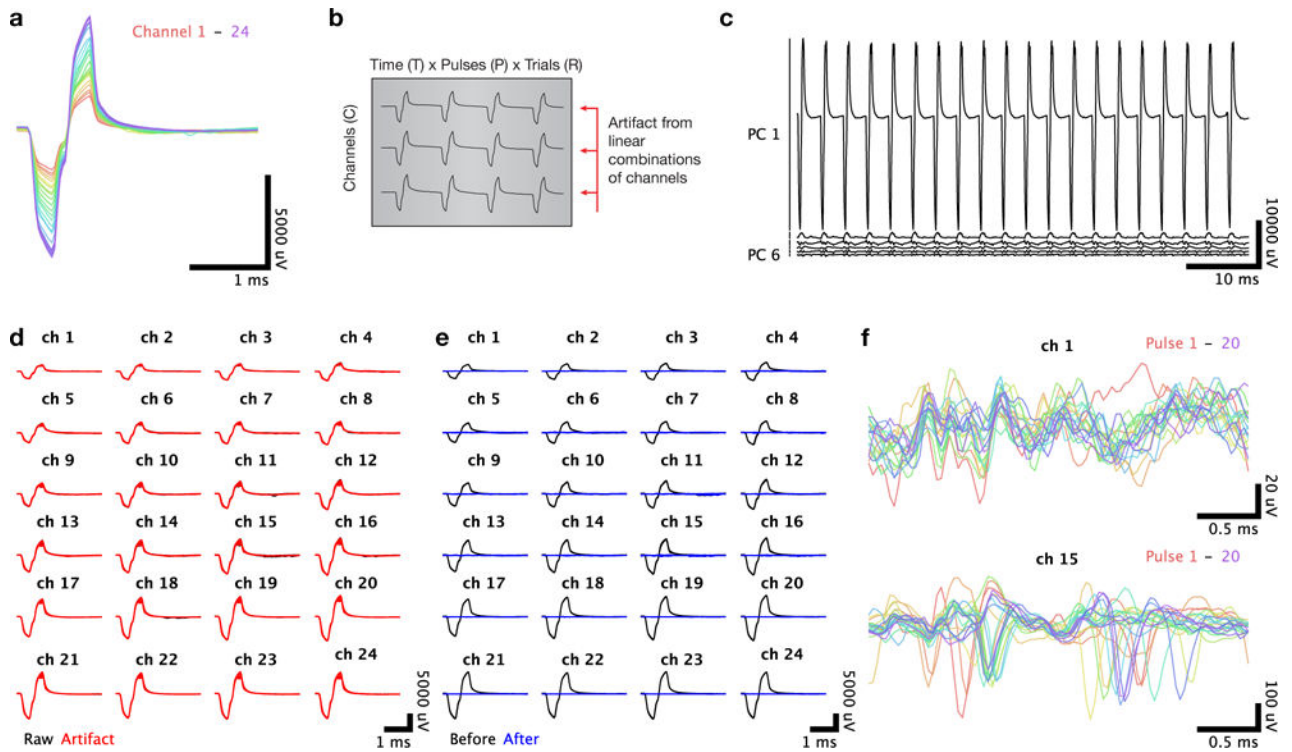 a
Channel 1 - 24
5000 uV
1 ms
b
Time (T) x Pulses (P) x Trials (R)
Channels (C)
Artifact from
linear
combinations
of channels
c
PC 1
PC 6
10000 uV
10 ms
d
ch 1 ch 2 ch 3 ch 4
ch 5 ch 6 ch 7 ch 8
ch 9 ch 10 ch 11 ch 12
ch 13 ch 14 ch 15 ch 16
ch 17 ch 18 ch 19 ch 20
ch 21 ch 22 ch 23 ch 24
5000 uV
Raw Artifact
1 ms
e
ch 1 ch 2 ch 3 ch 4
ch 5 ch 6 ch 7 ch 8
ch 9 ch 10 ch 11 ch 12
ch 13 ch 14 ch 15 ch 16
ch 17 ch 18 ch 19 ch 20
ch 21 ch 22 ch 23 ch 24
5000 uV
Before After
1 ms
f
ch 1
Pulse 1 - 20
20 uV
0.5 ms
ch 15
Pulse 1 - 20
100 uV
0.5 ms